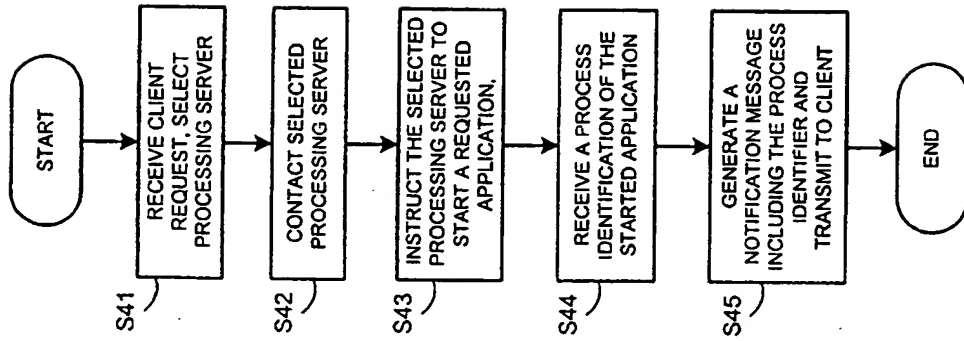 START
S41
RECEIVE CLIENT
REQUEST, SELECT
PROCESSING SERVER
S42
CONTACT SELECTED
PROCESSING SERVER
S43
INSTRUCT THE SELECTED
PROCESSING SERVER TO
START A REQUESTED
APPLICATION,
S44
RECEIVE A PROCESS
IDENTIFICATION OF THE
STARTED APPLICATION
S45
GENERATE A
NOTIFICATION MESSAGE
INCLUDING THE PROCESS
IDENTIFIER AND
TRANSMIT TO CLIENT
END